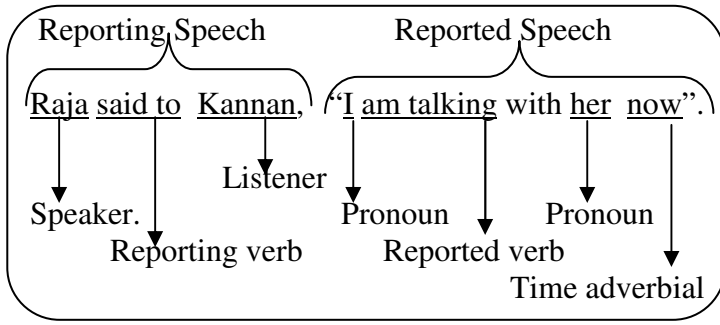 Reporting Speech Reported Speech
Raja said to Kannan, “I am talking with her now”.
Listener
Speaker. Pronoun Pronoun
Reporting verb Reported verb
Time adverbial